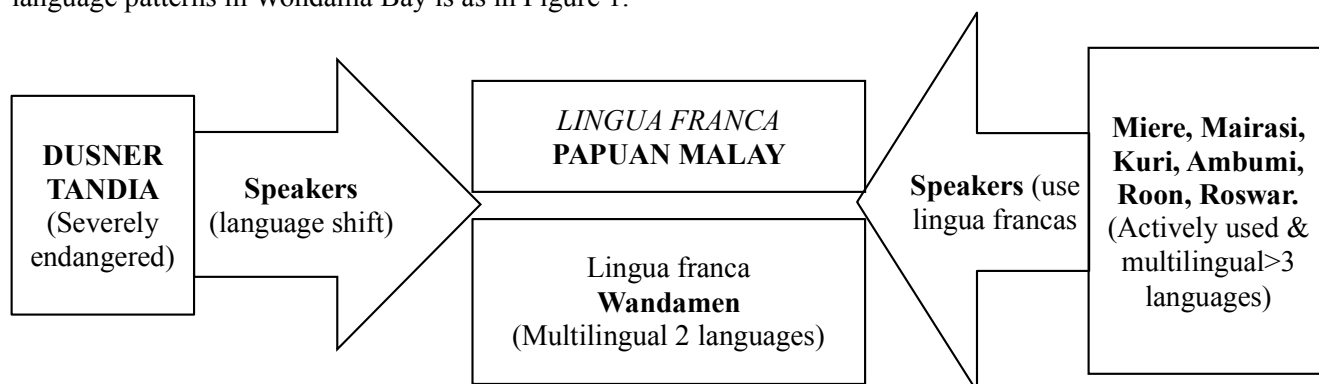 language patterns in Wondama Bay is as in Figure 1.
DUSNER
TANDIA
(Severely
endangered)
Speakers
(language shift)
LINGUA FRANCA
PAPUAN MALAY
Lingua franca
Wandamen
(Multilingual 2 languages)
Speakers (use
lingua francas
Miere, Mairasi,
Kuri, Ambumi,
Roon, Roswar.
(Actively used &
multilingual>3
languages)